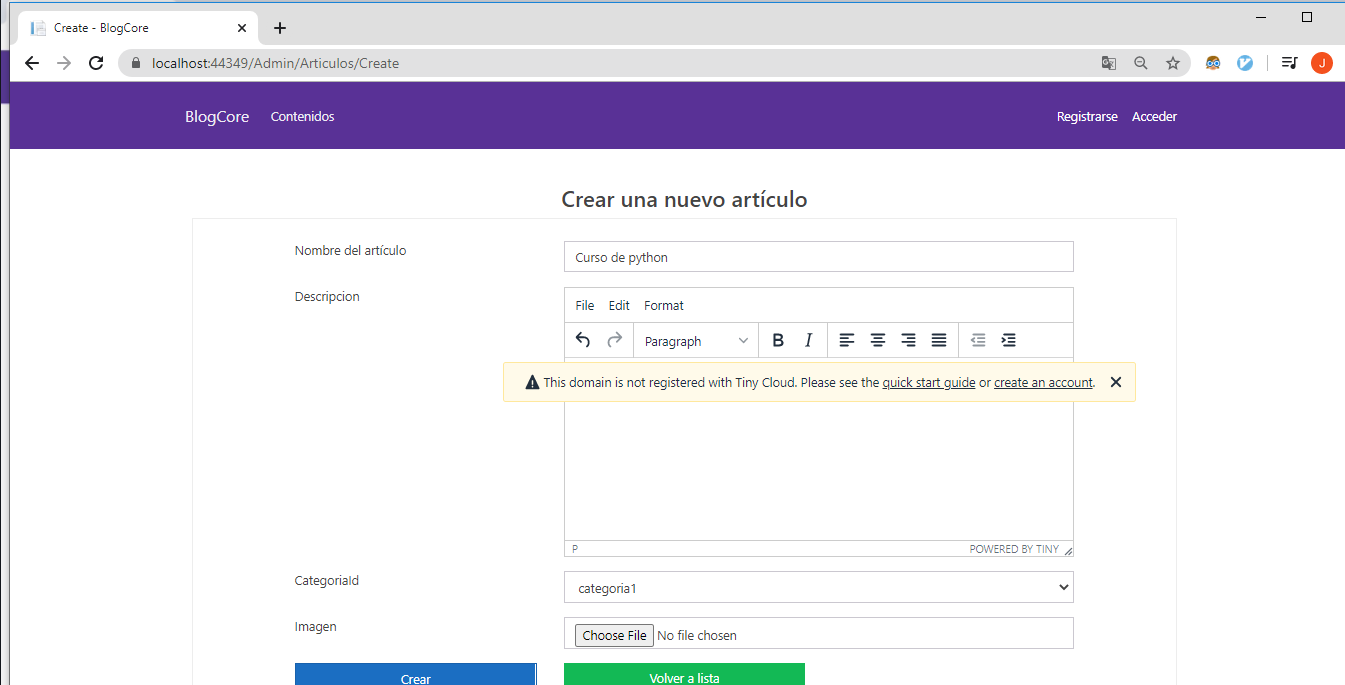 Create - BlogCore
localhost:44349/Admin/Articulos/Create
J
BlogCore Contenidos Registrarse Acceder
Crear una nuevo artículo
Nombre del artículo Curso de python
Descripcion
File Edit Format
Paragraph B I
This domain is not registered with Tiny Cloud. Please see the quick start guide or create an account.
P POWERED BY TINY
CategoriaId categoria1
Imagen Choose File No file chosen
Crear Volver a lista